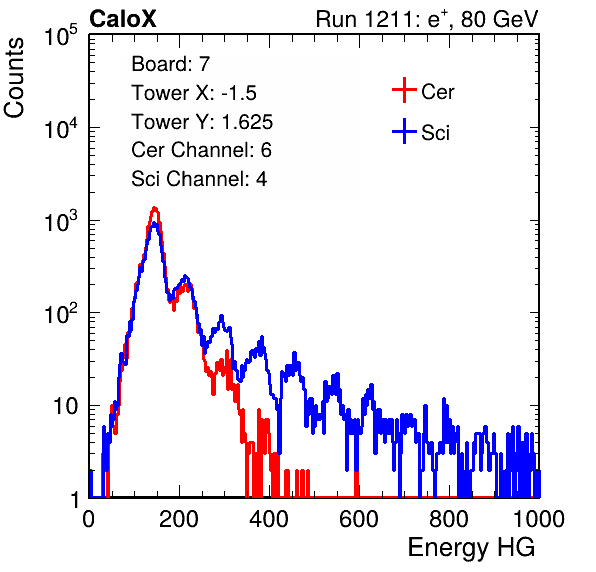 CaloX Run 1211: e⁺, 80 GeV
Counts
Board: 7
Tower X: -1.5
Tower Y: 1.625
Cer Channel: 6
Sci Channel: 4
Cer
Sci
10⁵
10⁴
10³
10²
10
1
0 200 400 600 800 1000
Energy HG